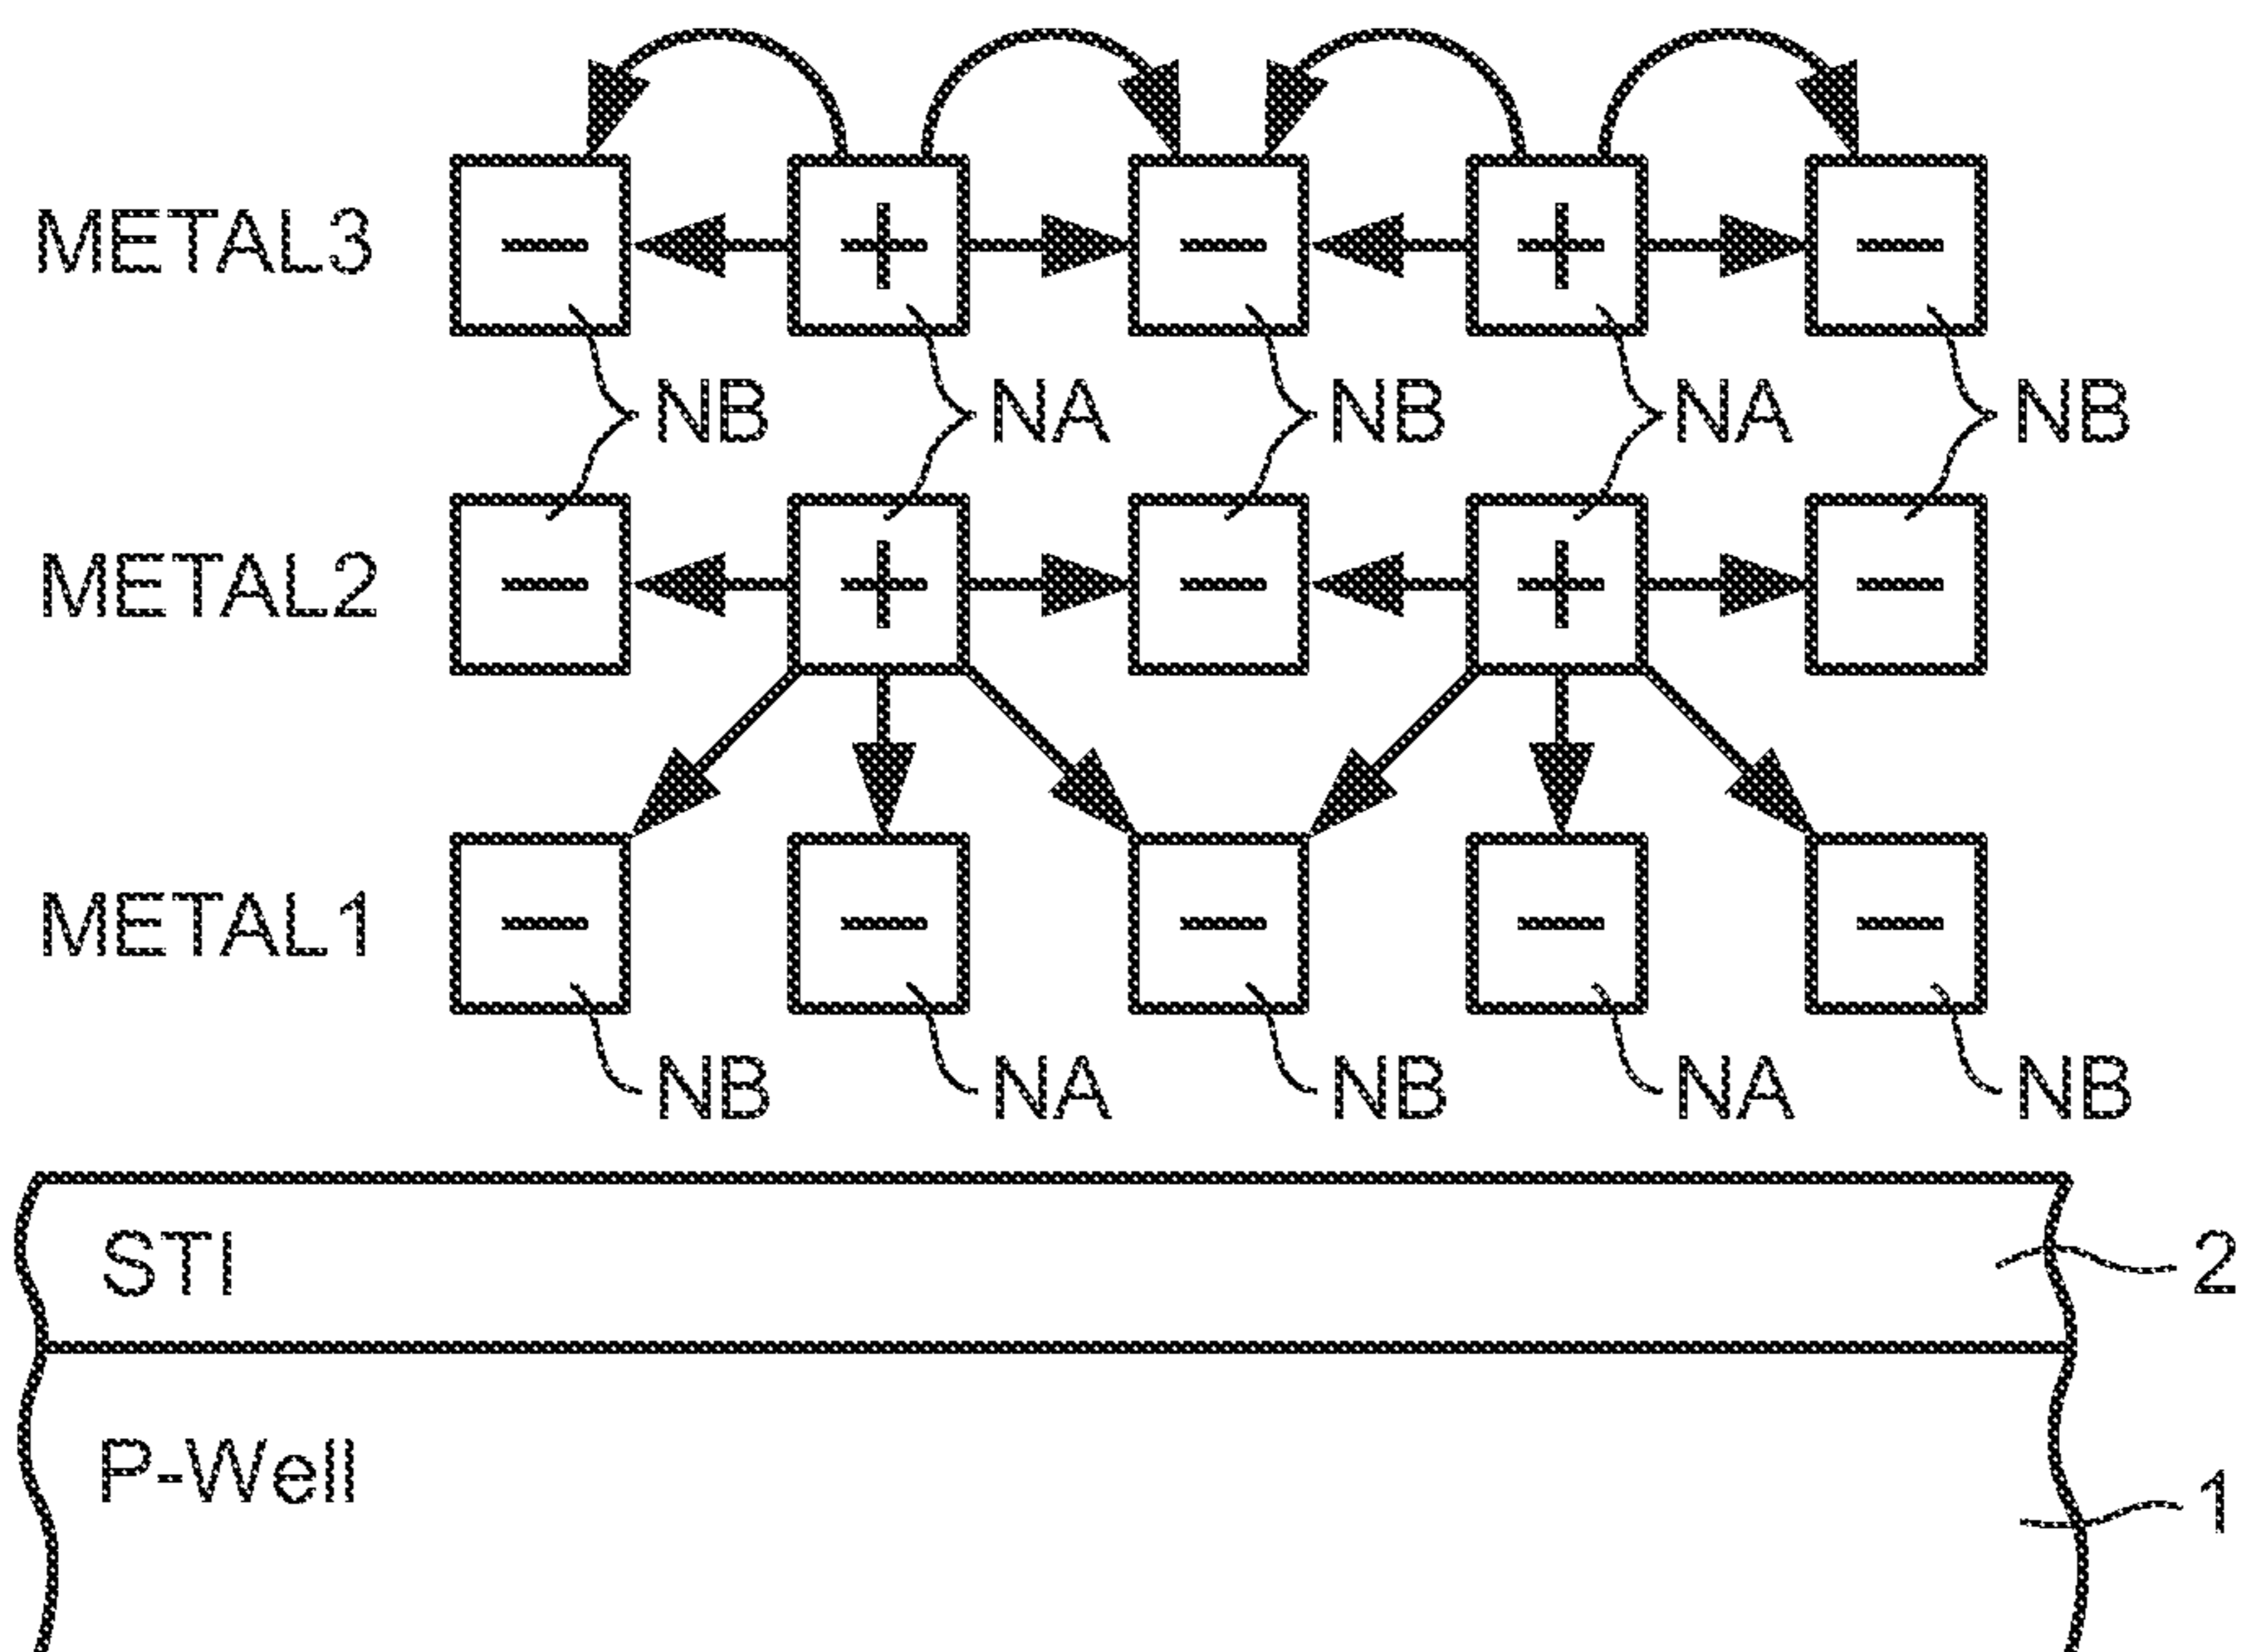 METAL3 − + − + −
NB NA NB NA NB
METAL2 − + − + −
METAL1 − − − − −
NB NA NB NA NB
STI 2
P-Well 1